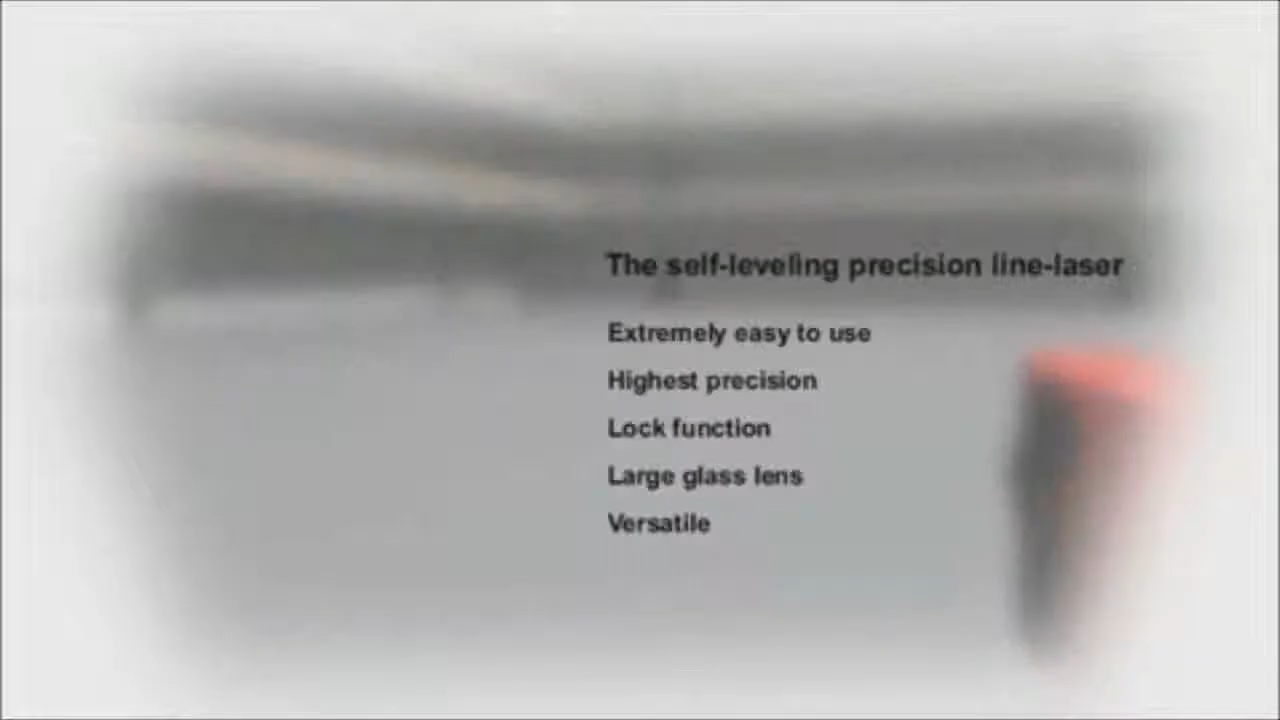 The self-leveling precision line-laser
Extremely easy to use
Highest precision
Lock function
Large glass lens
Versatile